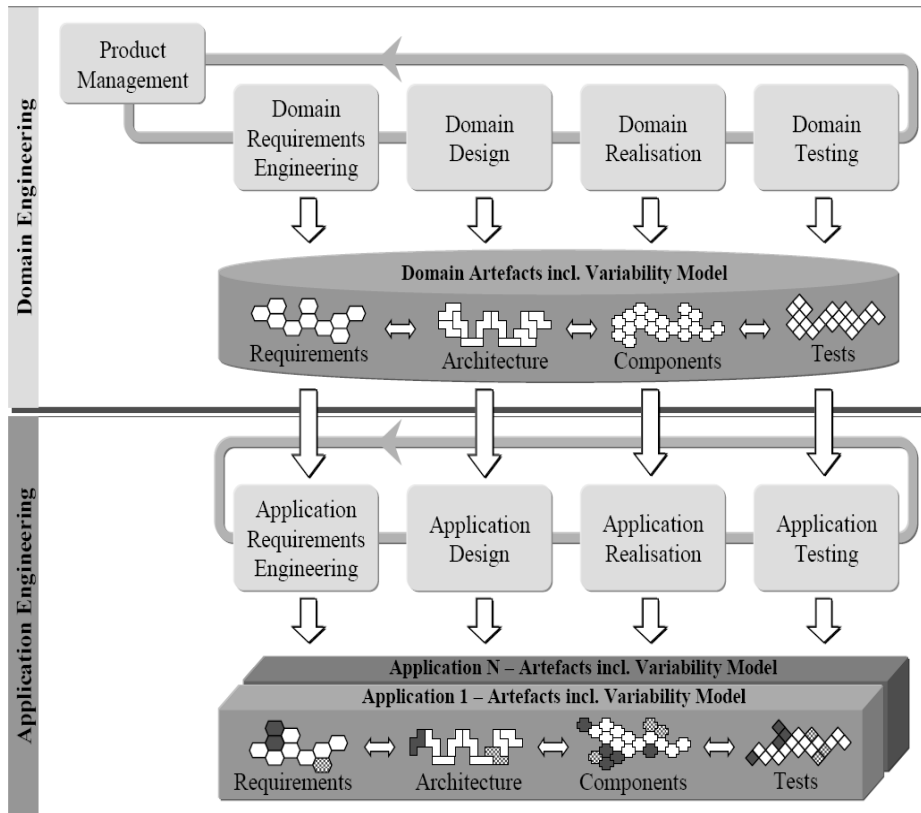 Domain Engineering
Product
Management
Domain
Requirements
Engineering
Domain
Design
Domain
Realisation
Domain
Testing
Domain Artefacts incl. Variability Model
Requirements
Architecture
Components
Tests
Application Engineering
Application
Requirements
Engineering
Application
Design
Application
Realisation
Application
Testing
Application N – Artefacts incl. Variability Model
Application 1 – Artefacts incl. Variability Model
Requirements
Architecture
Components
Tests